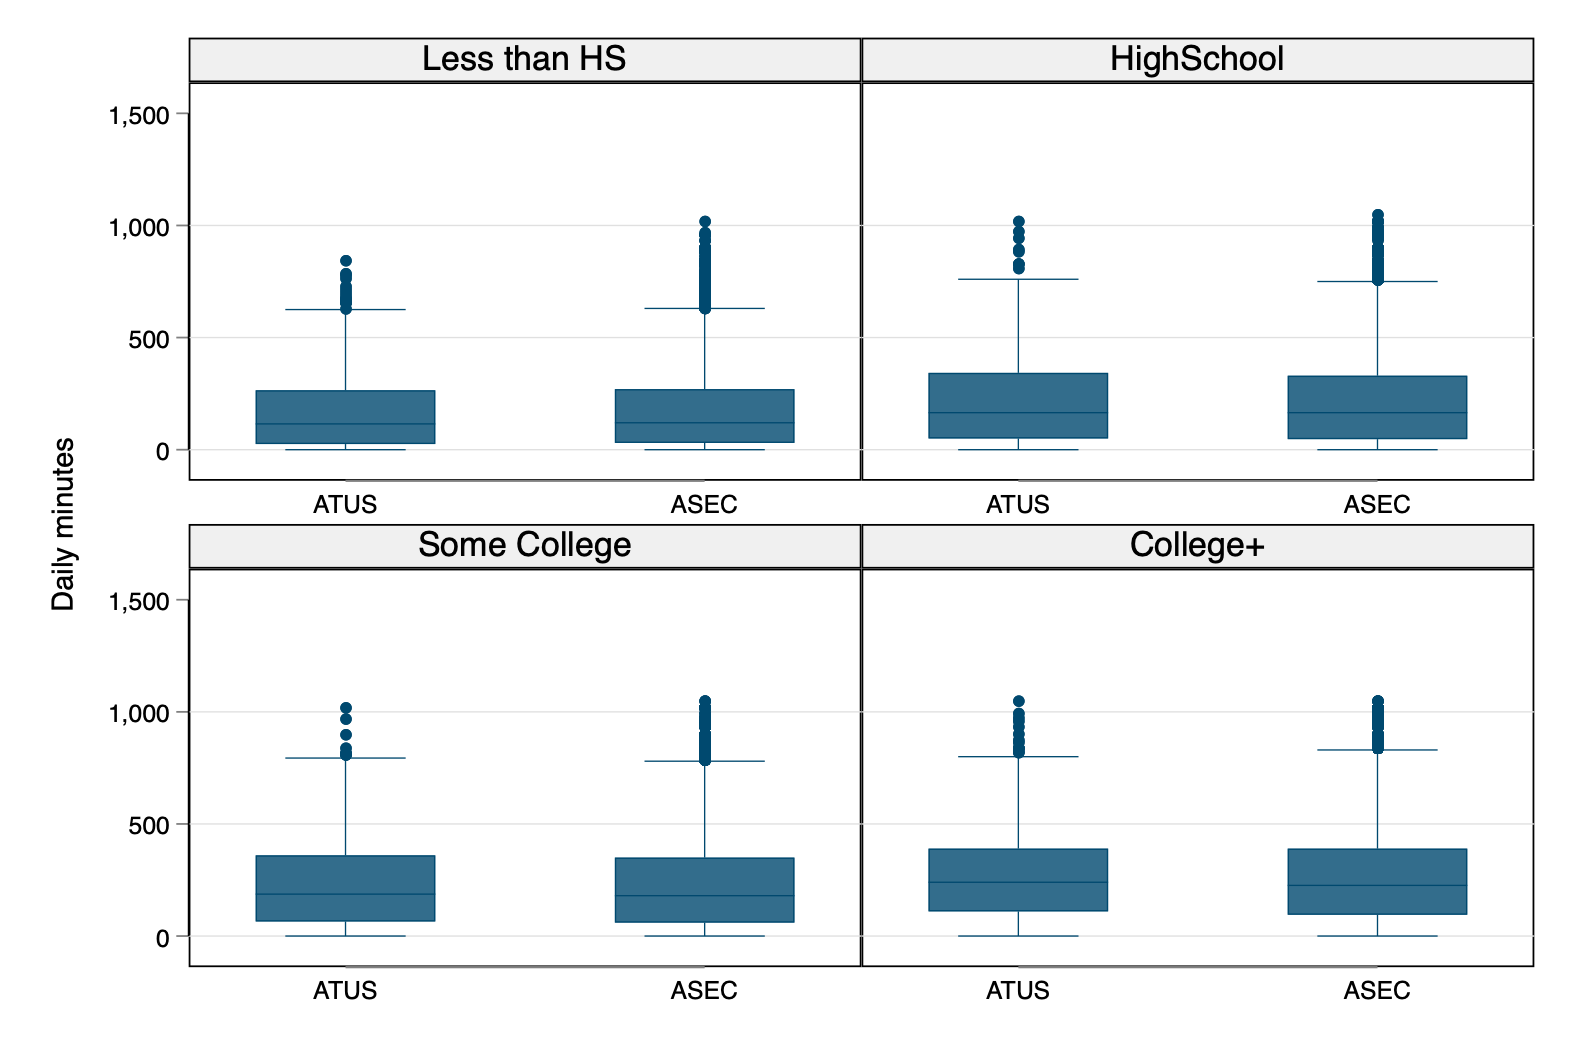 Daily minutes
Less than HS
HighSchool
1,500
1,000
500
0
ATUS
ASEC
ATUS
ASEC
Some College
College+
1,500
1,000
500
0
ATUS
ASEC
ATUS
ASEC